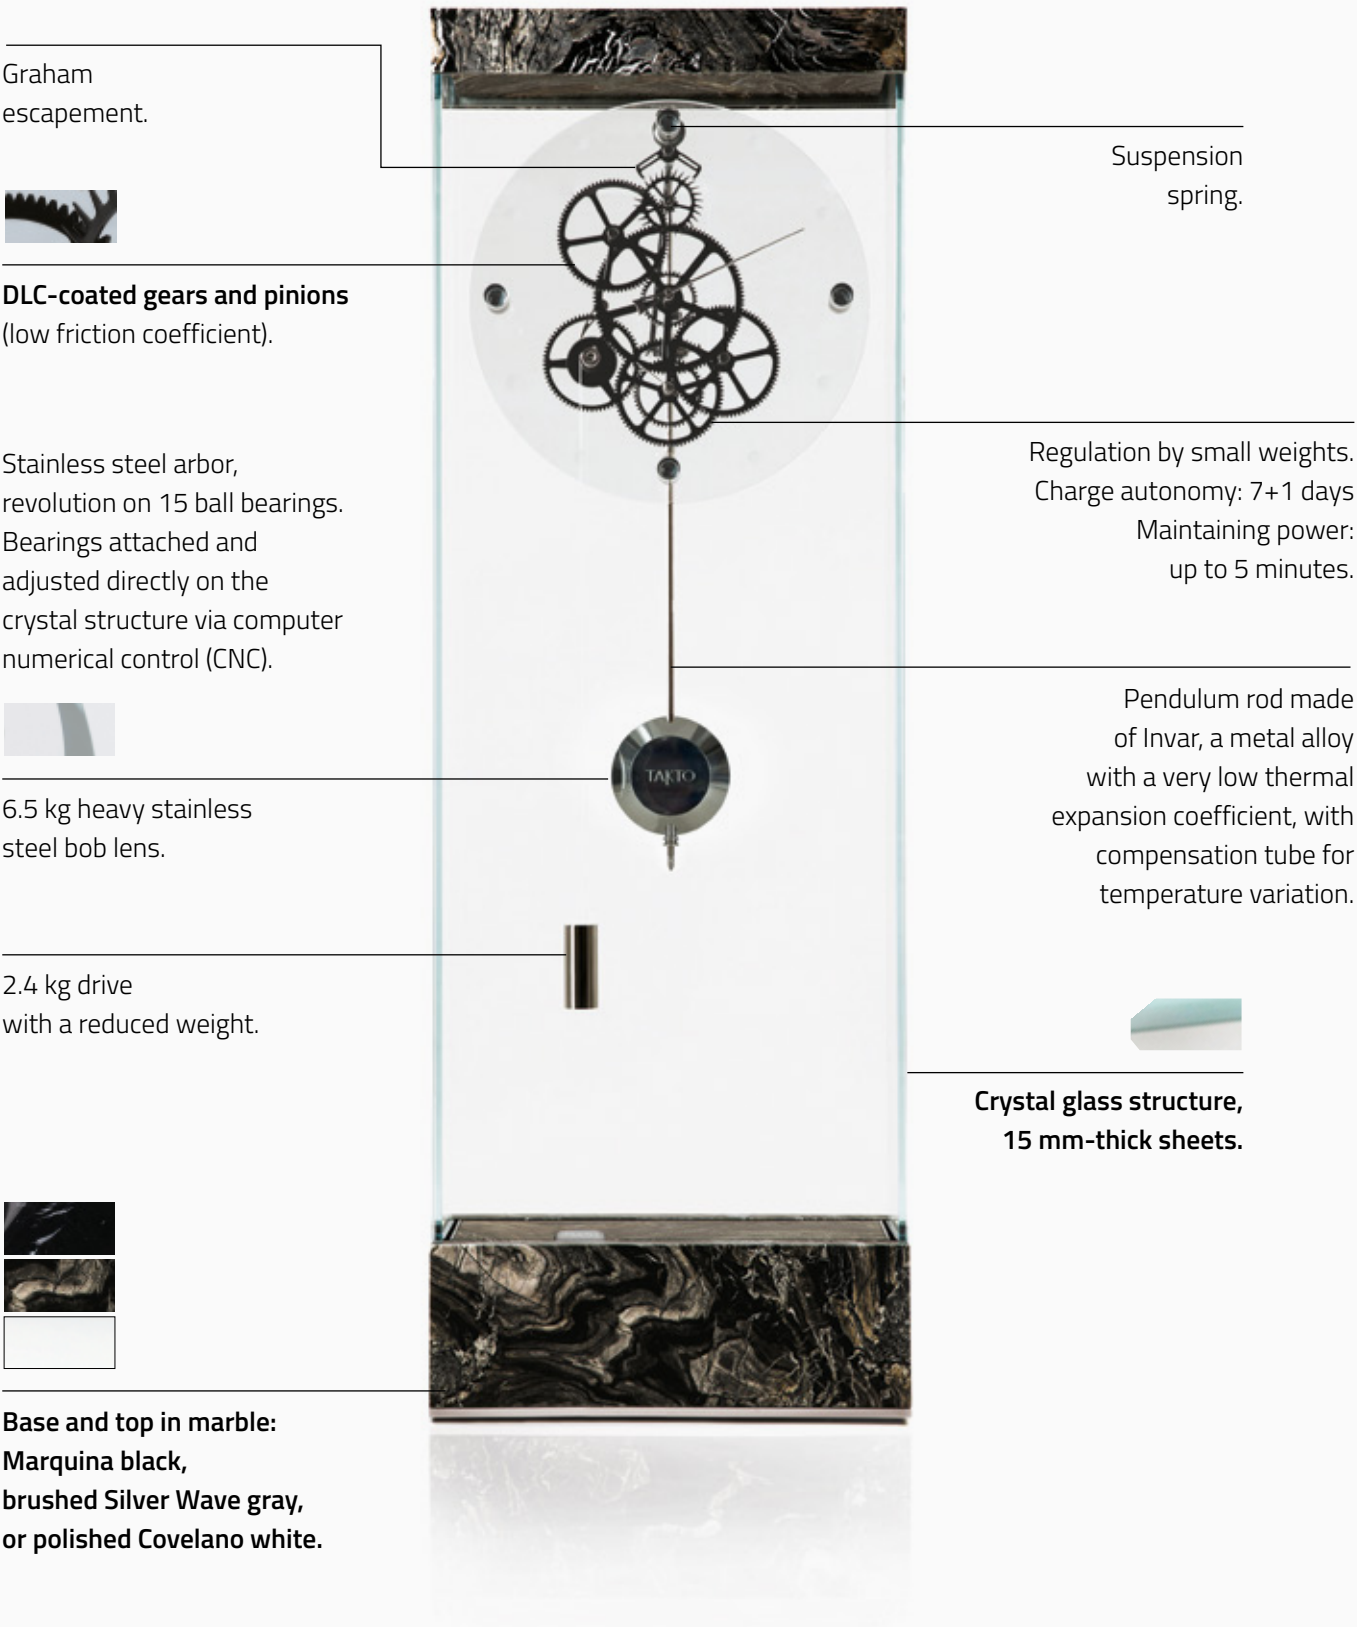 Graham
escapement.
Suspension
spring.
DLC-coated gears and pinions
(low friction coefficient).
Stainless steel arbor,
revolution on 15 ball bearings.
Bearings attached and
adjusted directly on the
crystal structure via computer
numerical control (CNC).
Regulation by small weights.
Charge autonomy: 7+1 days
Maintaining power:
up to 5 minutes.
Pendulum rod made
of Invar, a metal alloy
with a very low thermal
expansion coefficient, with
compensation tube for
temperature variation.
TAKTO
6.5 kg heavy stainless
steel bob lens.
2.4 kg drive
with a reduced weight.
Crystal glass structure,
15 mm-thick sheets.
Base and top in marble:
Marquina black,
brushed Silver Wave gray,
or polished Covelano white.